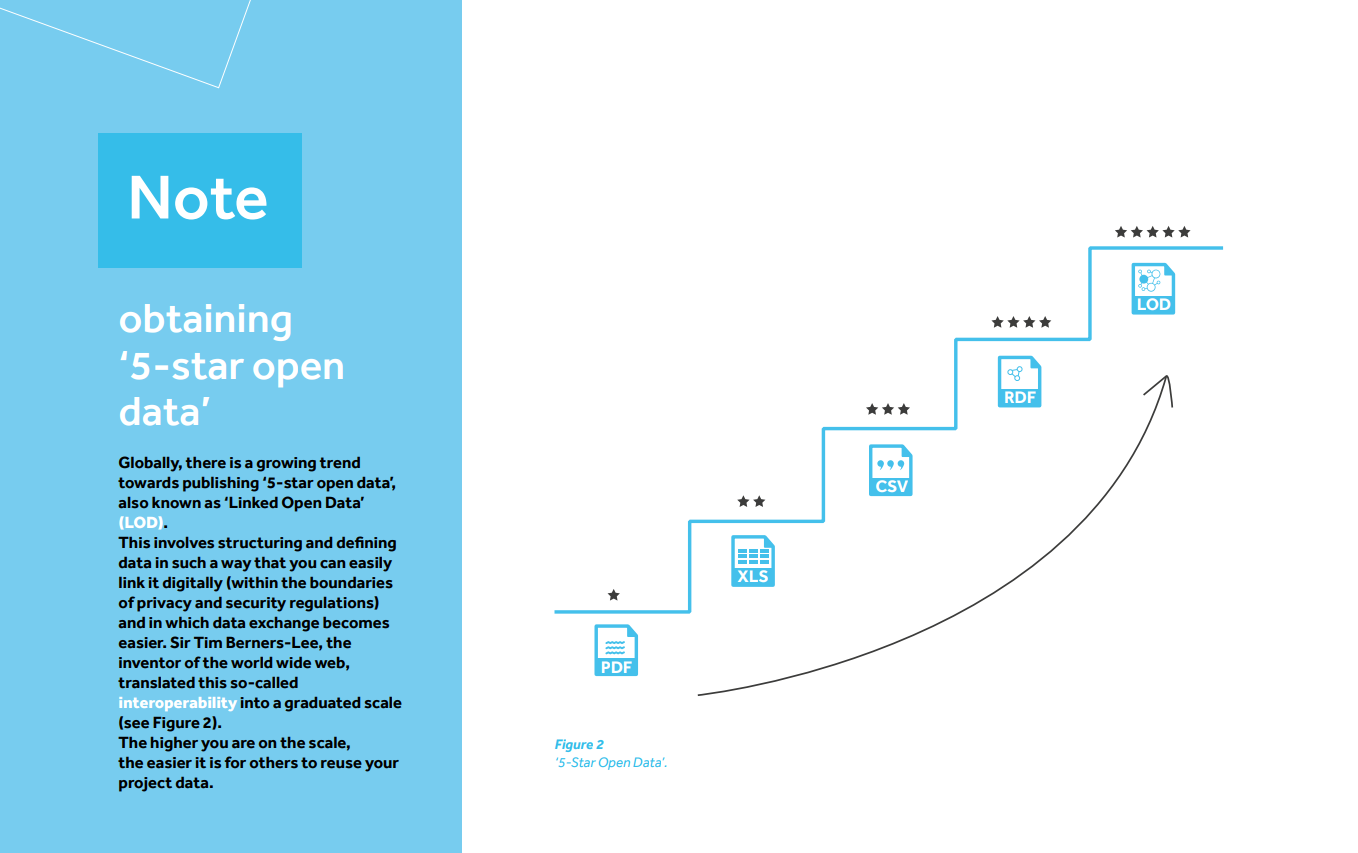 Note
obtaining
‘5-star open
data’
Globally, there is a growing trend
towards publishing ‘5-star open data’,
also known as ‘Linked Open Data’
(LOD).
This involves structuring and defining
data in such a way that you can easily
link it digitally (within the boundaries
of privacy and security regulations)
and in which data exchange becomes
easier. Sir Tim Berners-Lee, the
inventor of the world wide web,
translated this so-called
interoperability into a graduated scale
(see Figure 2).
The higher you are on the scale,
the easier it is for others to reuse your
project data.
LOD
RDF
CSV
XLS
PDF
Figure 2
‘5-Star Open Data’.